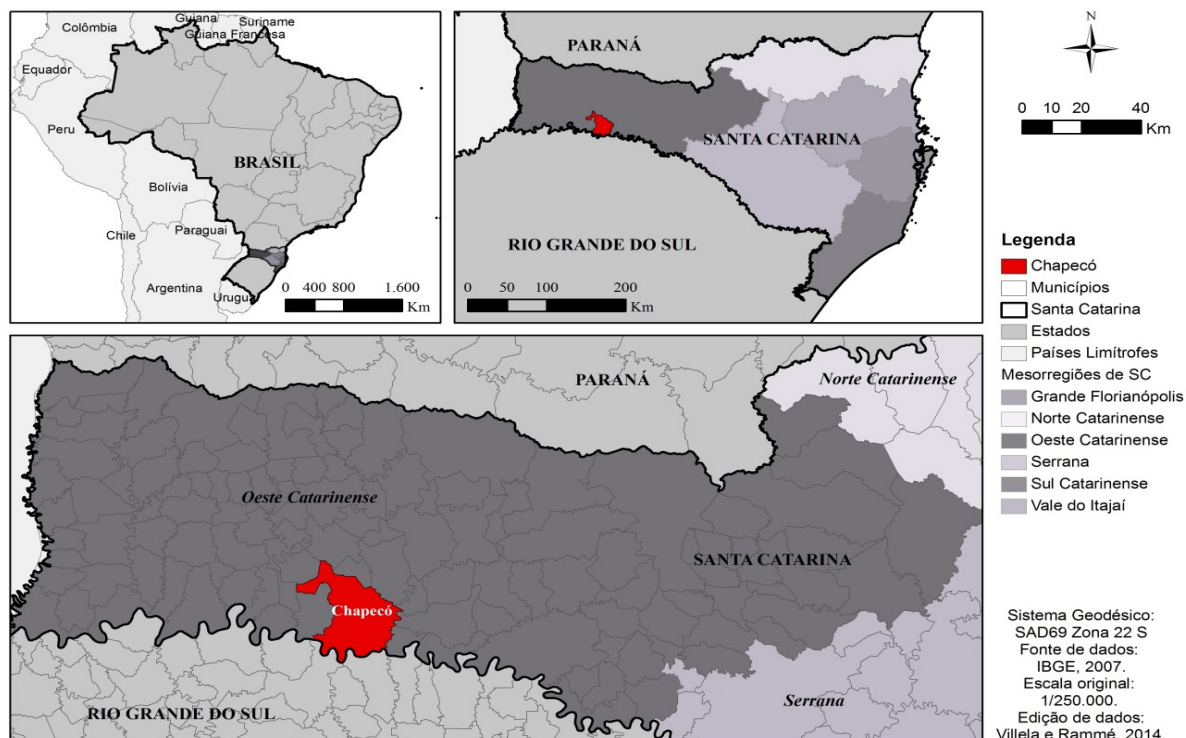 Colômbia
Guiana
Suriname
Guiana Francesa
Equador
Peru
BRASIL
Bolívia
Paraguai
Chile
Argentina
Urugua
0 400 800 1.600
Km
PARANÁ
SANTA CATARINA
RIO GRANDE DO SUL
0 50 100 200
Km
N
0 10 20 40
Km
Legenda
Chapecó
Municípios
Santa Catarina
Estados
Países Limítrofes
Mesorregiões de SC
Grande Florianópolis
Norte Catarinense
Oeste Catarinense
Serrana
Sul Catarinense
Vale do Itajaí
PARANÁ
Norte Catarinense
Oeste Catarinense
SANTA CATARINA
Chapecó
RIO GRANDE DO SUL
Serrana
Sistema Geodésico:
SAD69 Zona 22 S
Fonte de dados:
IBGE, 2007.
Escala original:
1/250.000.
Edição de dados:
Villela e Rammé, 2014.